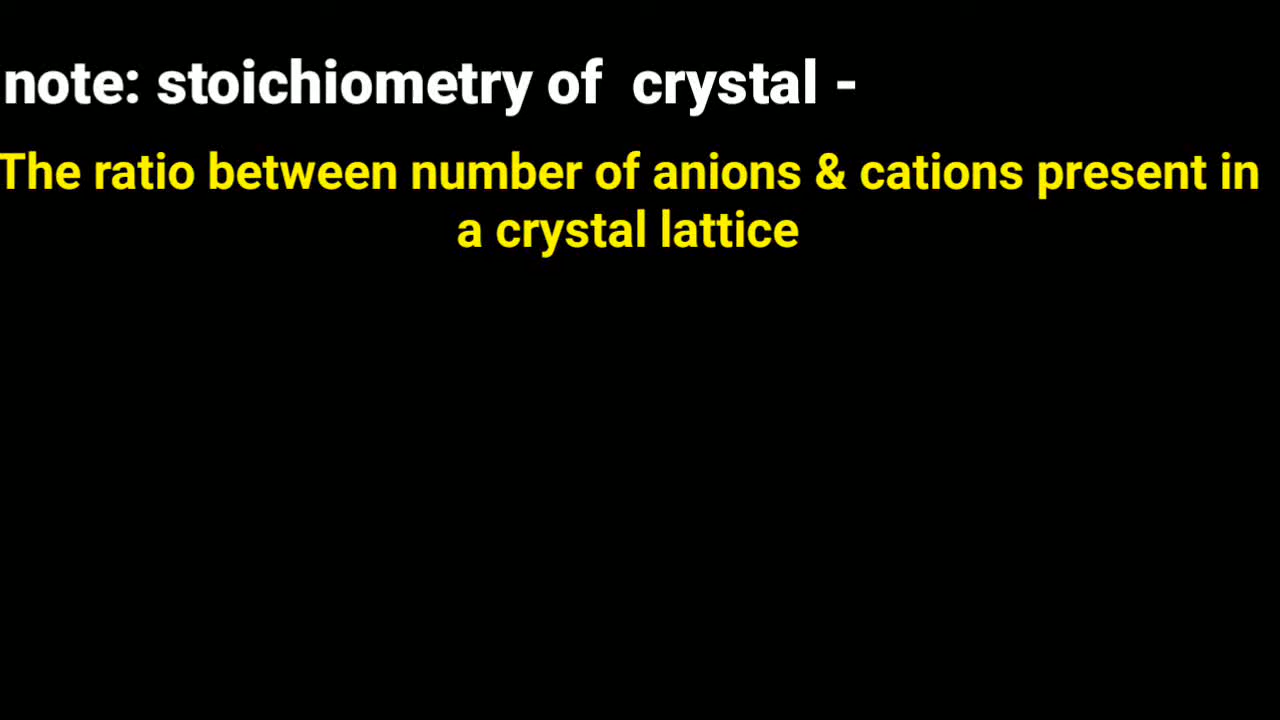 note: stoichiometry of crystal -
The ratio between number of anions & cations present in
a crystal lattice